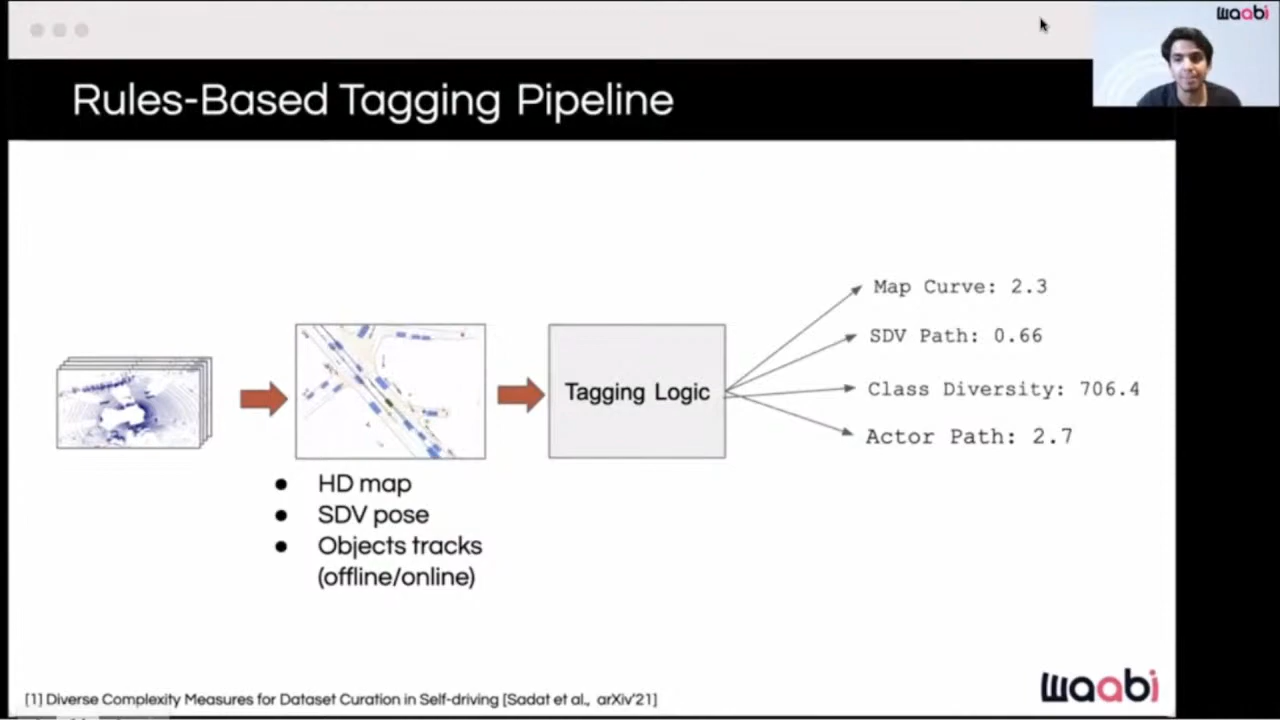 waabi
Rules-Based Tagging Pipeline
Map Curve: 2.3
SDV Path: 0.66
Tagging Logic
Class Diversity: 706.4
Actor Path: 2.7
● HD map
● SDV pose
● Objects tracks
(offline/online)
waabi
[1] Diverse Complexity Measures for Dataset Curation in Self-driving [Sadat et al., arXiv'21]